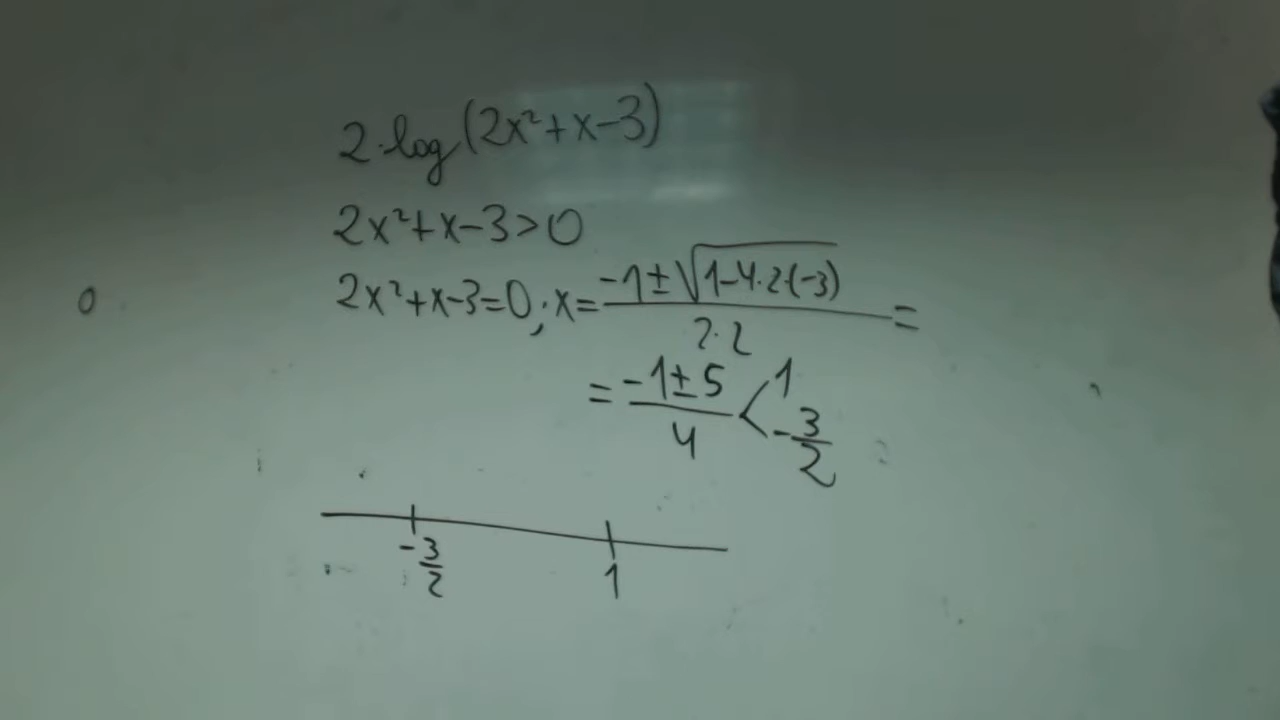 2·log(2x²+x-3)
2x²+x-3>0
0
2x²+x-3=0; x=(-1±√(1-4·2·(-3)))/(2·2)=
=(-1±5)/4 < 1
-3/2
-3/2 1